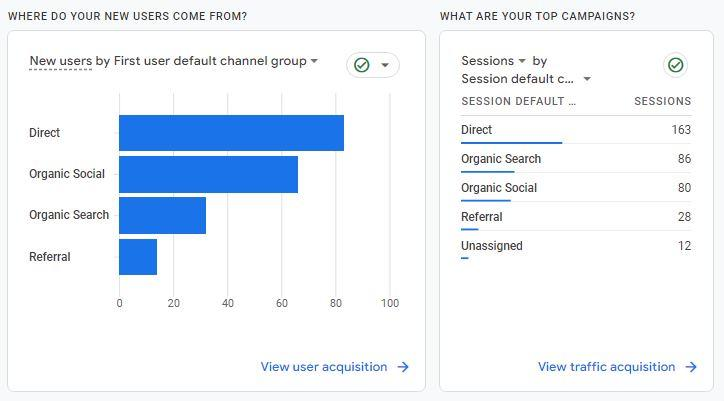 WHERE DO YOUR NEW USERS COME FROM?
New users by First user default channel group
Direct
Organic Social
Organic Search
Referral
0 20 40 60 80 100
View user acquisition
WHAT ARE YOUR TOP CAMPAIGNS?
Sessions by
Session default c...
SESSION DEFAULT ... SESSIONS
Direct 163
Organic Search 86
Organic Social 80
Referral 28
Unassigned 12
View traffic acquisition